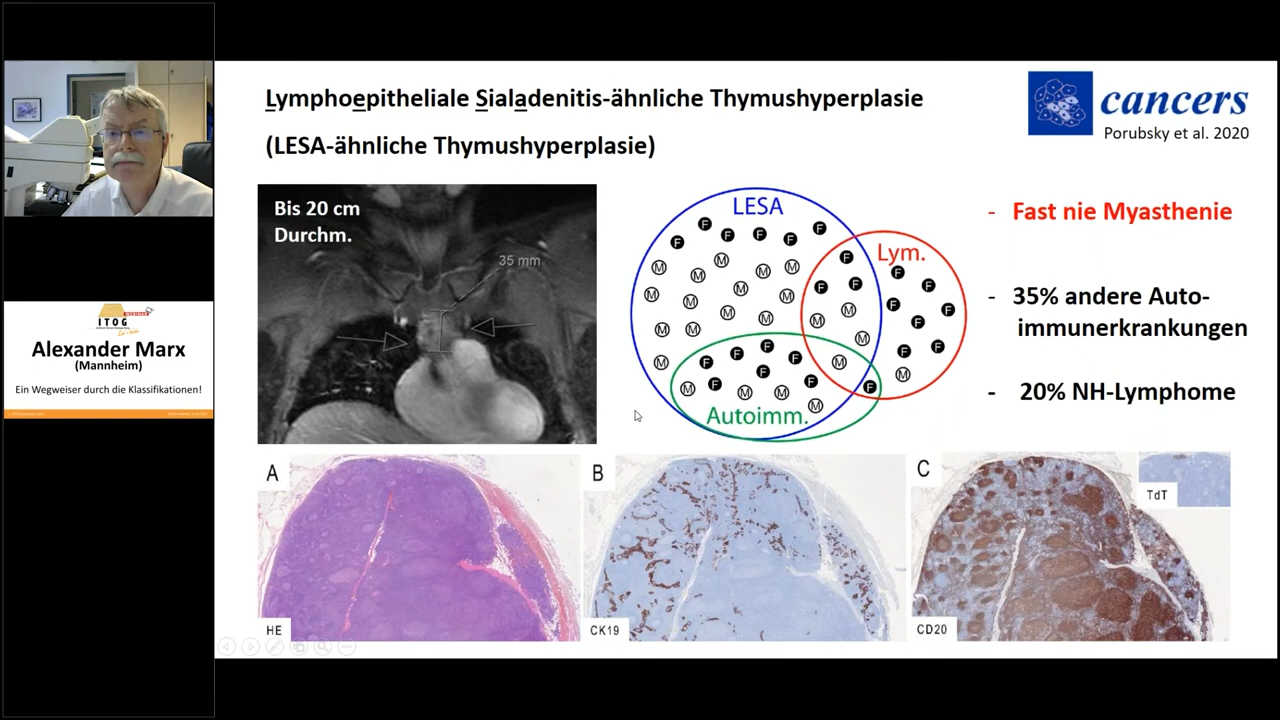 Lymphoepitheliale Sialadenitis-ähnliche Thymushyperplasie
(LESA-ähnliche Thymushyperplasie)
cancers
Porubsky et al. 2020
Bis 20 cm
Durchm.
35 mm
LESA
Lym.
Autoimm.
- Fast nie Myasthenie
- 35% andere Auto-
immunerkrankungen
- 20% NH-Lymphome
WEBINAR
ITOG
Alexander Marx
(Mannheim)
Ein Wegweiser durch die Klassifikationen!
A
HE
B
CK19
C
CD20
TdT